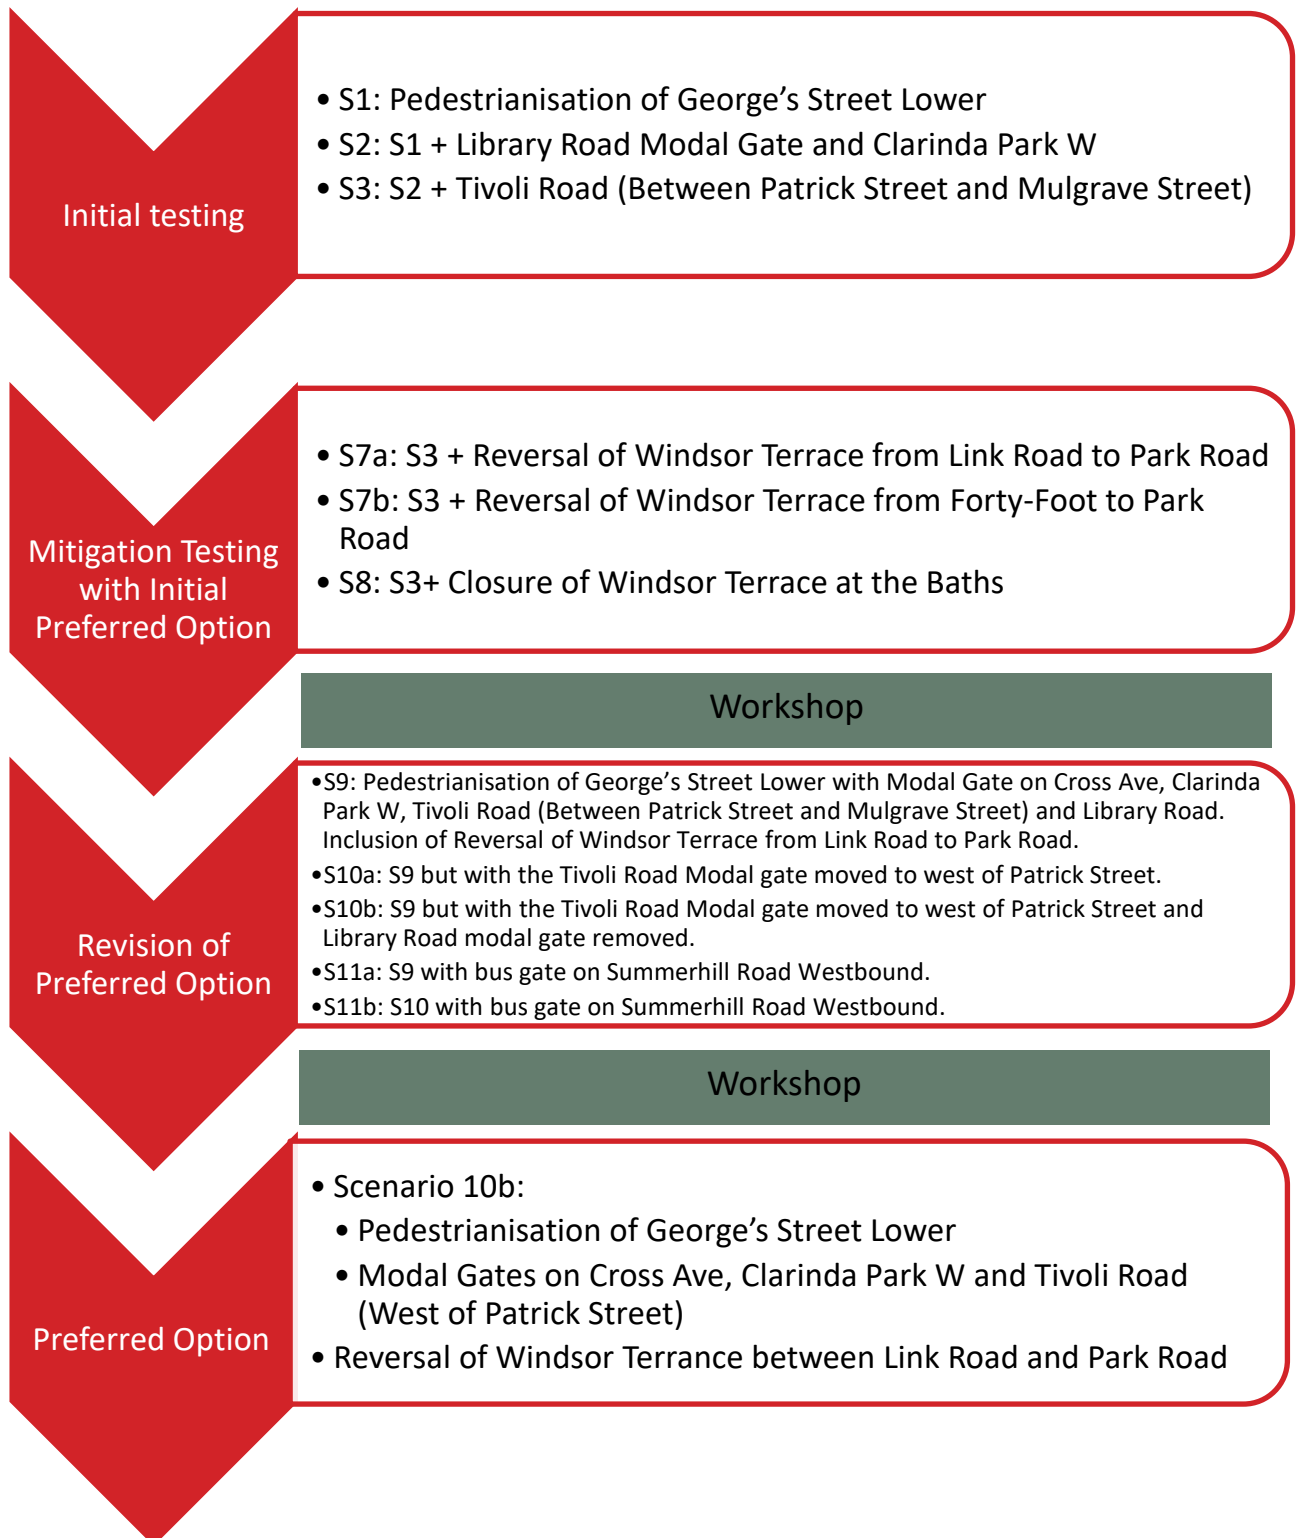 Initial testing
• S1: Pedestrianisation of George’s Street Lower
• S2: S1 + Library Road Modal Gate and Clarinda Park W
• S3: S2 + Tivoli Road (Between Patrick Street and Mulgrave Street)
Mitigation Testing
with Initial
Preferred Option
• S7a: S3 + Reversal of Windsor Terrace from Link Road to Park Road
• S7b: S3 + Reversal of Windsor Terrace from Forty-Foot to Park
Road
• S8: S3+ Closure of Windsor Terrace at the Baths
Workshop
Revision of
Preferred Option
•S9: Pedestrianisation of George’s Street Lower with Modal Gate on Cross Ave, Clarinda
Park W, Tivoli Road (Between Patrick Street and Mulgrave Street) and Library Road.
Inclusion of Reversal of Windsor Terrace from Link Road to Park Road.
•S10a: S9 but with the Tivoli Road Modal gate moved to west of Patrick Street.
•S10b: S9 but with the Tivoli Road Modal gate moved to west of Patrick Street and
Library Road modal gate removed.
•S11a: S9 with bus gate on Summerhill Road Westbound.
•S11b: S10 with bus gate on Summerhill Road Westbound.
Workshop
Preferred Option
• Scenario 10b:
• Pedestrianisation of George’s Street Lower
• Modal Gates on Cross Ave, Clarinda Park W and Tivoli Road
(West of Patrick Street)
• Reversal of Windsor Terrance between Link Road and Park Road